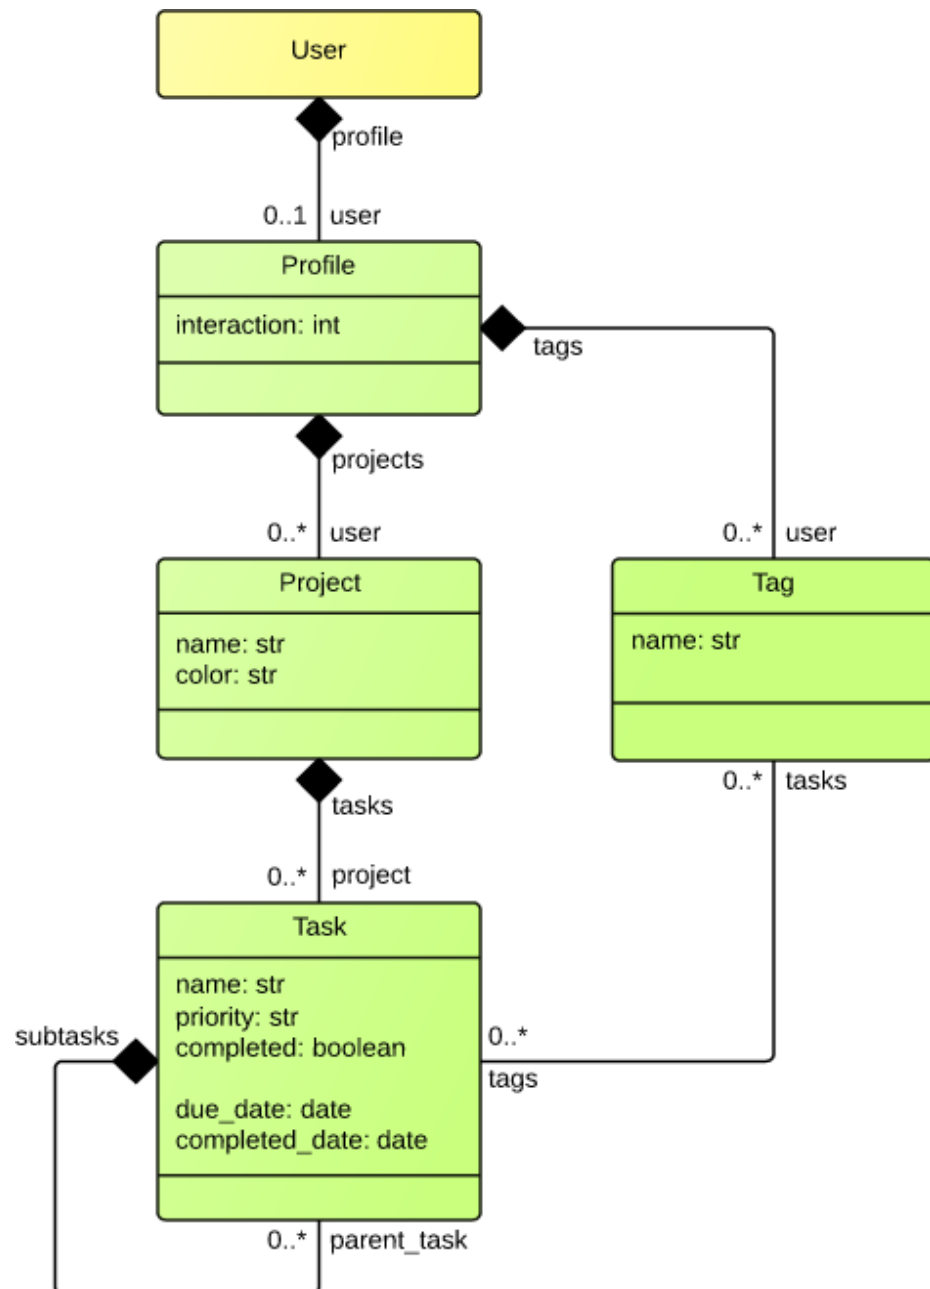 User
profile
0..1 user
Profile
interaction: int
tags
projects
0..* user
0..* user
Project
Tag
name: str
color: str
name: str
0..* tasks
tasks
0..* project
Task
name: str
priority: str
completed: boolean
due_date: date
completed_date: date
subtasks
0..*
tags
0..* parent_task